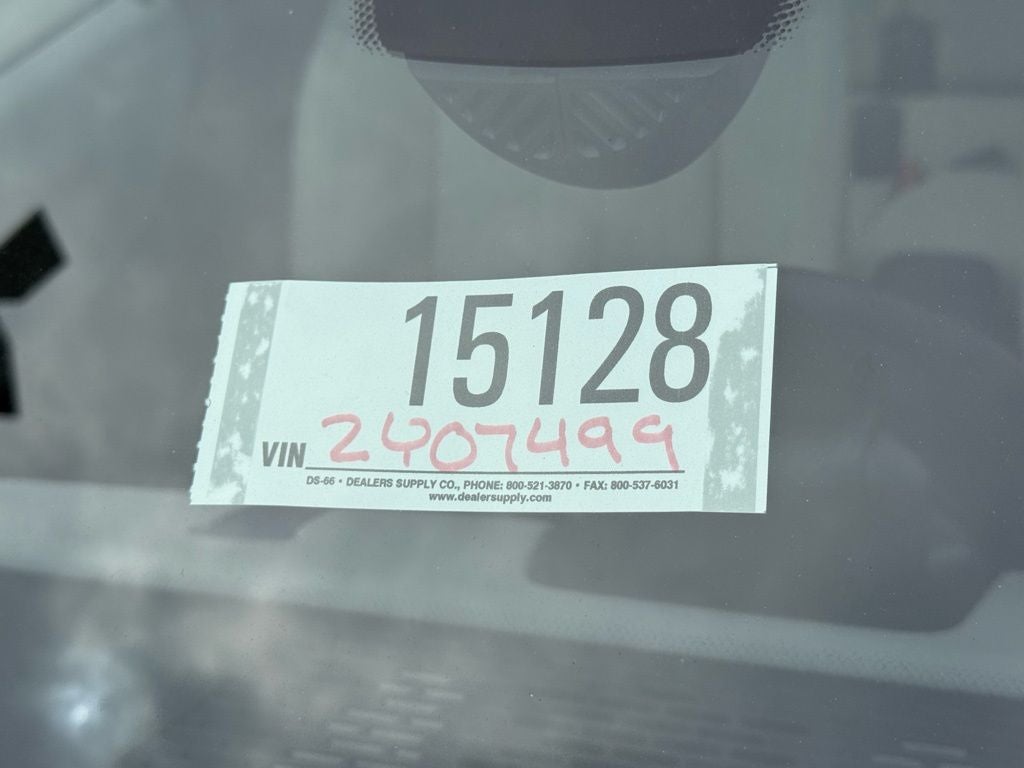 15128
VIN 2407499
DS-66 • DEALERS SUPPLY CO., PHONE: 800-521-3870 • FAX: 800-537-6031
www.dealersupply.com